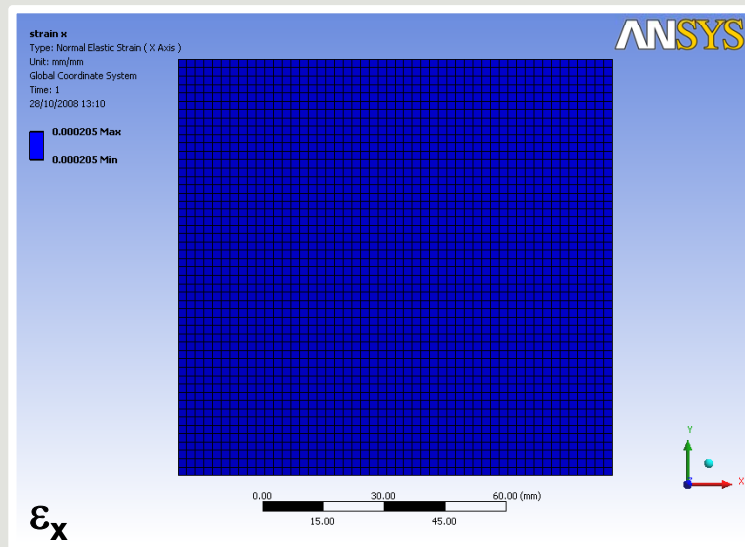 strain x
Type: Normal Elastic Strain ( X Axis )
Unit: mm/mm
Global Coordinate System
Time: 1
28/10/2008 13:10
0.000205 Max
0.000205 Min
ANSYS
Y
X
0.00 30.00 60.00 (mm)
15.00 45.00
εx